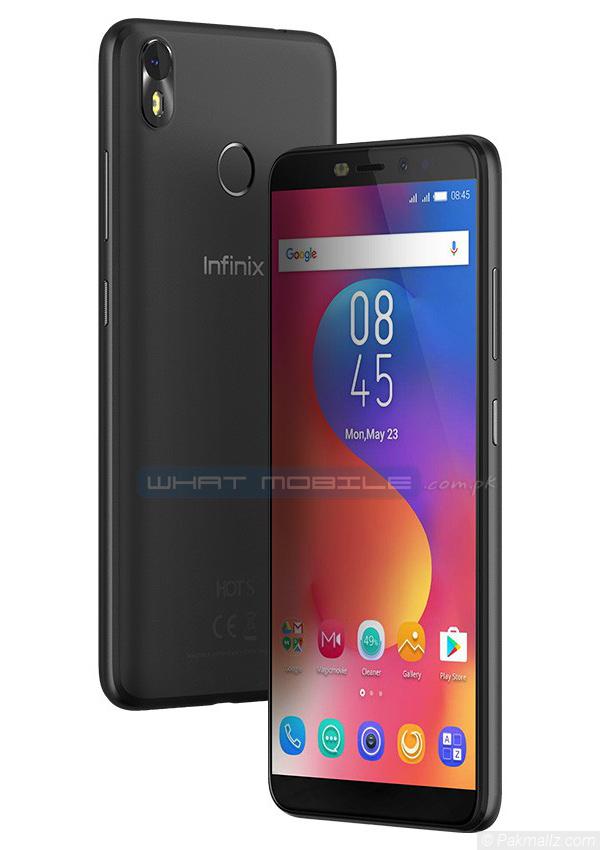 08:45
Google
Infinix
08
45
Mon,May 23
WHAT MOBILE .com.pk
HOT S
CE
Google
Magicmovie
49%
Cleaner
Gallery
Play Store
A
Z
© Pakmallz.com